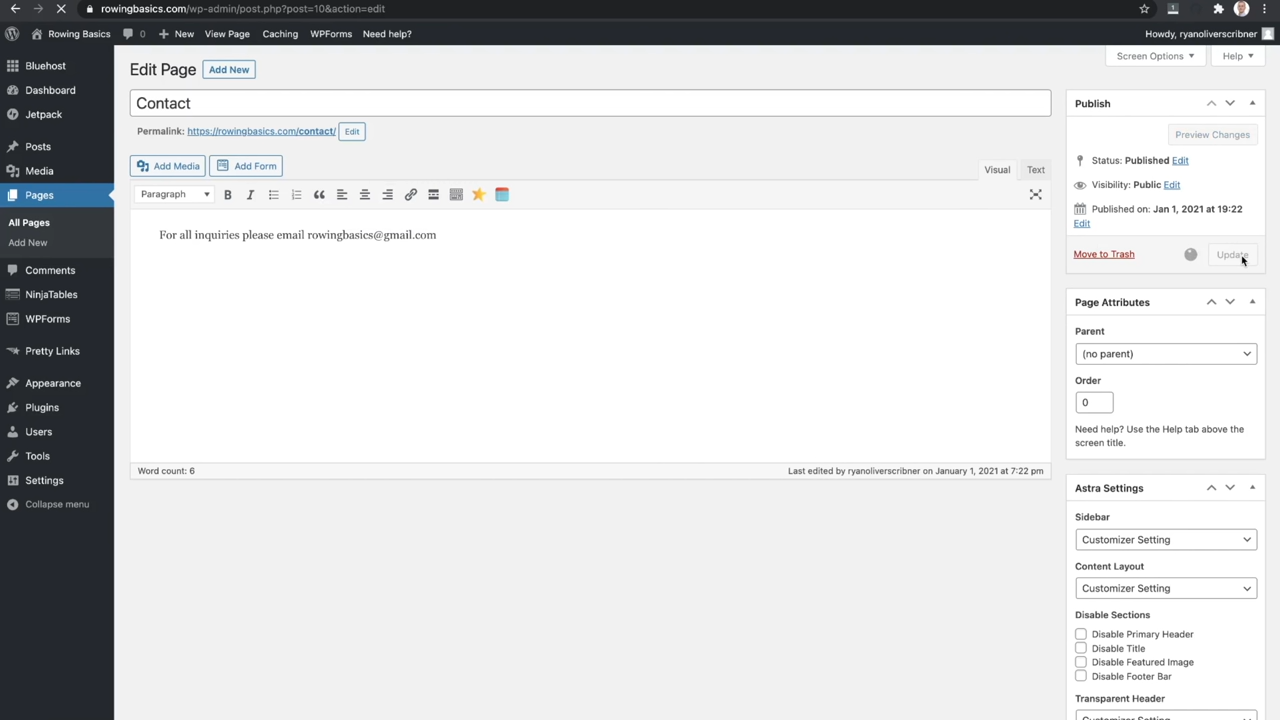 rowingbasics.com/wp-admin/post.php?post=10&action=edit
Rowing Basics 0 + New View Page Caching WPForms Need help? Howdy, ryanoliverscribner
Screen Options Help
Bluehost
Dashboard
Jetpack
Posts
Media
Pages
All Pages
Add New
Comments
NinjaTables
WPForms
Pretty Links
Appearance
Plugins
Users
Tools
Settings
Collapse menu
Edit Page Add New
Contact
Permalink: https://rowingbasics.com/contact/ Edit
Add Media Add Form
Visual Text
Paragraph B I
For all inquiries please email rowingbasics@gmail.com
Word count: 6 Last edited by ryanoliverscribner on January 1, 2021 at 7:22 pm
Publish
Preview Changes
Status: Published Edit
Visibility: Public Edit
Published on: Jan 1, 2021 at 19:22
Edit
Move to Trash Update
Page Attributes
Parent
(no parent)
Order
0
Need help? Use the Help tab above the
screen title.
Astra Settings
Sidebar
Customizer Setting
Content Layout
Customizer Setting
Disable Sections
Disable Primary Header
Disable Title
Disable Featured Image
Disable Footer Bar
Transparent Header
Customizer Setting